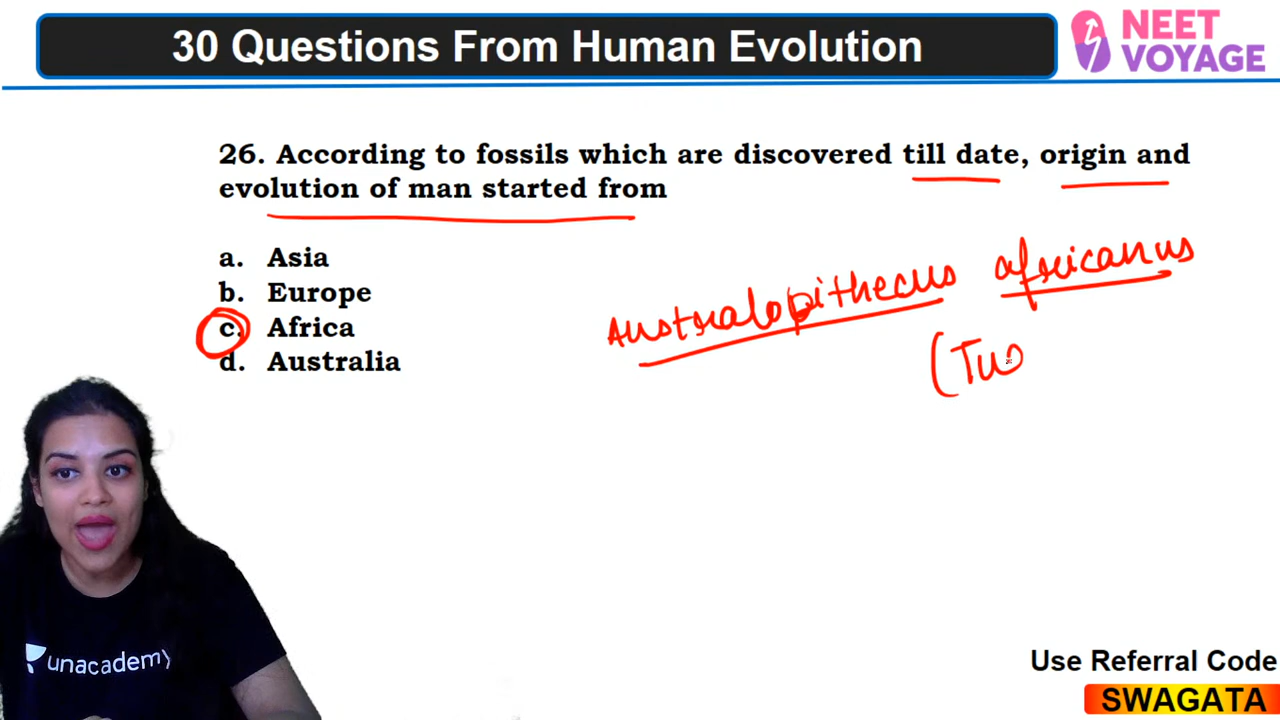 30 Questions From Human Evolution
NEET
VOYAGE
26. According to fossils which are discovered till date, origin and
evolution of man started from
a. Asia
b. Europe
c. Africa
d. Australia
Australopithecus africanus
(Tu
unacademy
Use Referral Code
SWAGATA